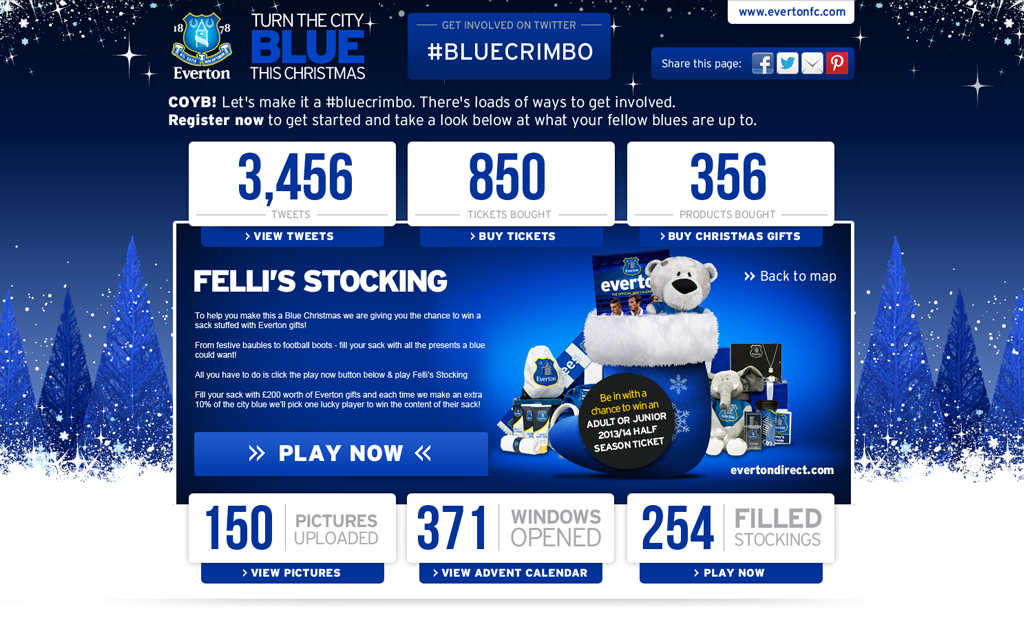 www.evertonfc.com
18 78
Everton
TURN THE CITY
BLUE
THIS CHRISTMAS
GET INVOLVED ON TWITTER
#BLUECRIMBO
Share this page:
COYB! Let's make it a #bluecrimbo. There's loads of ways to get involved.
Register now to get started and take a look below at what your fellow blues are up to.
3,456
TWEETS
> VIEW TWEETS
850
TICKETS BOUGHT
> BUY TICKETS
356
PRODUCTS BOUGHT
> BUY CHRISTMAS GIFTS
FELLI'S STOCKING
>> Back to map
To help you make this a Blue Christmas we are giving you the chance to win a
sack stuffed with Everton gifts!
From festive baubles to football boots - fill your sack with all the presents a blue
could want!
All you have to do is click the play now button below & play Felli's Stocking
Fill your sack with £200 worth of Everton gifts and each time we make an extra
10% of the city blue we'll pick one lucky player to win the content of their sack!
>> PLAY NOW <<
everto
Everton
Be in with a
chance to win an
ADULT OR JUNIOR
2013/14 HALF
SEASON TICKET
evertondirect.com
150
PICTURES
UPLOADED
> VIEW PICTURES
371
WINDOWS
OPENED
> VIEW ADVENT CALENDAR
254
FILLED
STOCKINGS
> PLAY NOW